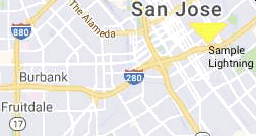 San Jose
880
The Alameda
Sample
Lightning
Burbank
280
Fruitdale
17